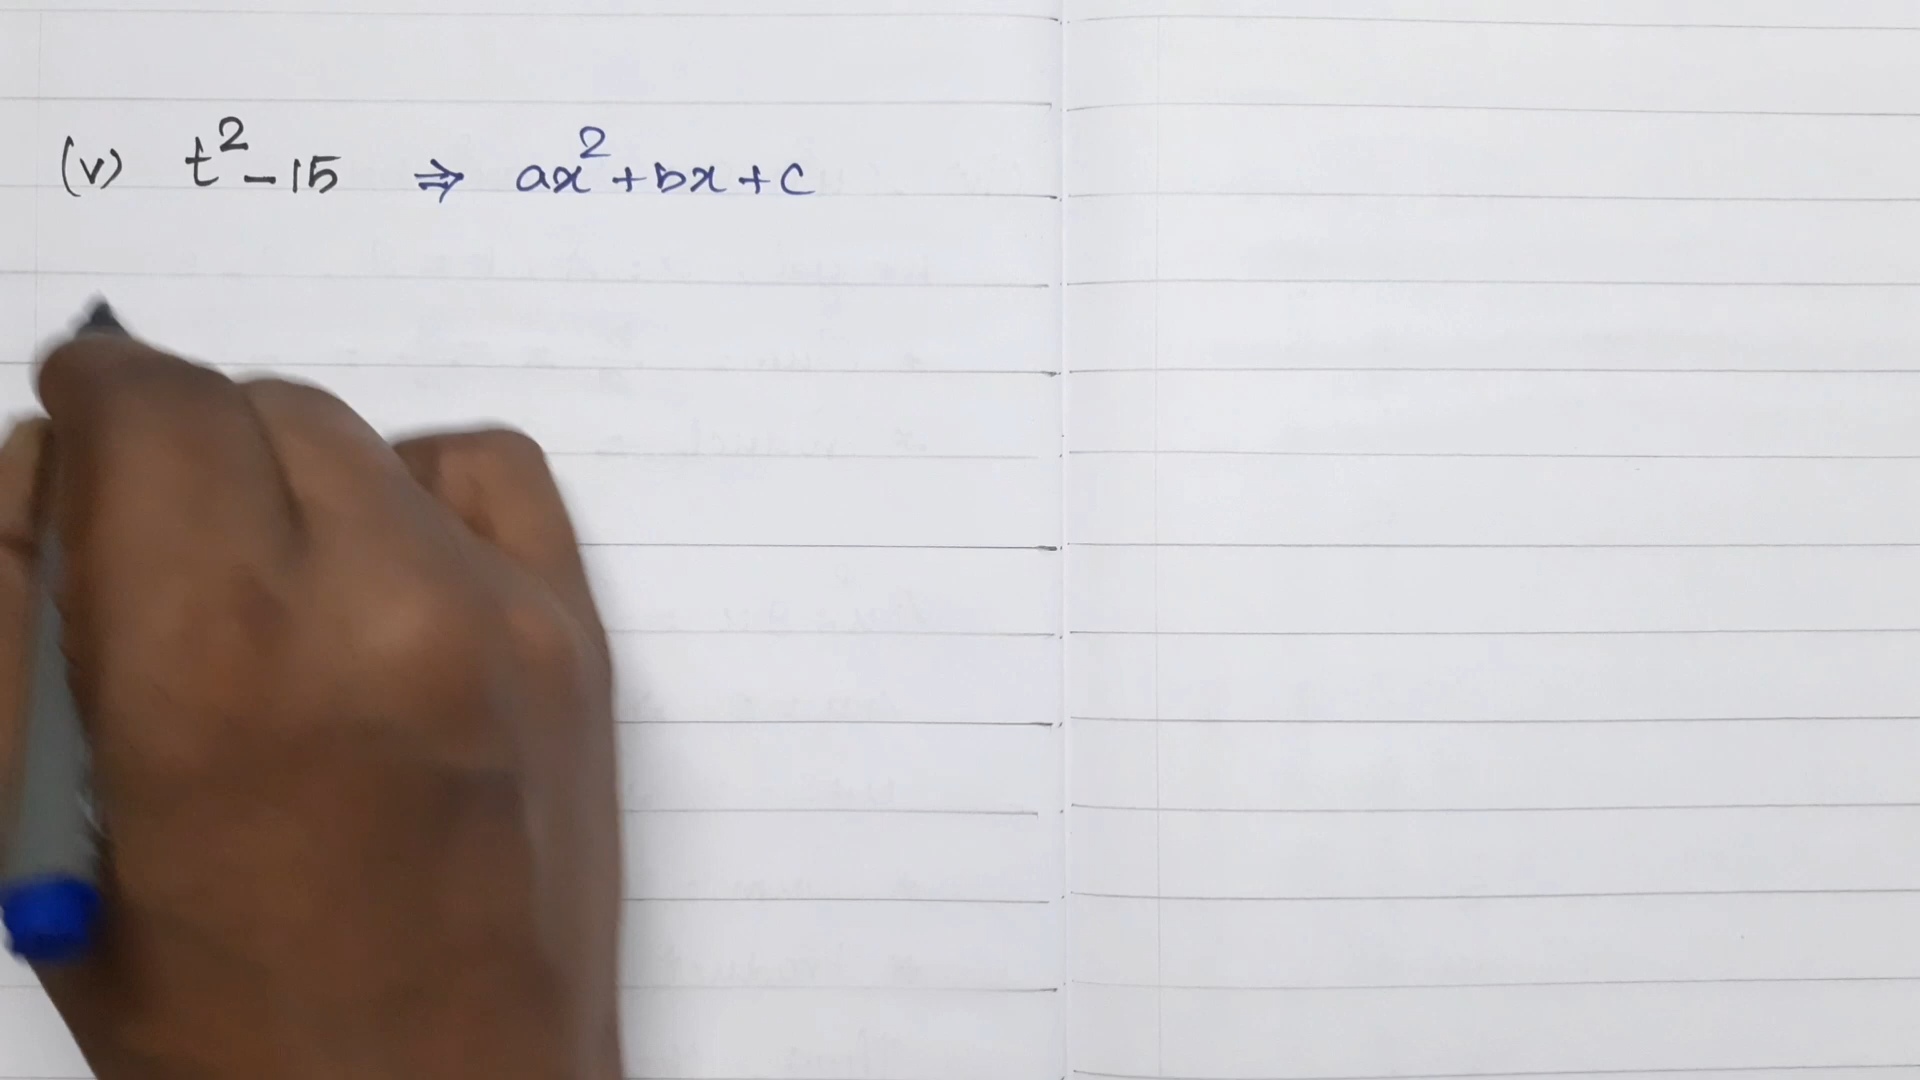 (v) t² - 15 ⇒ ax² + bx + c